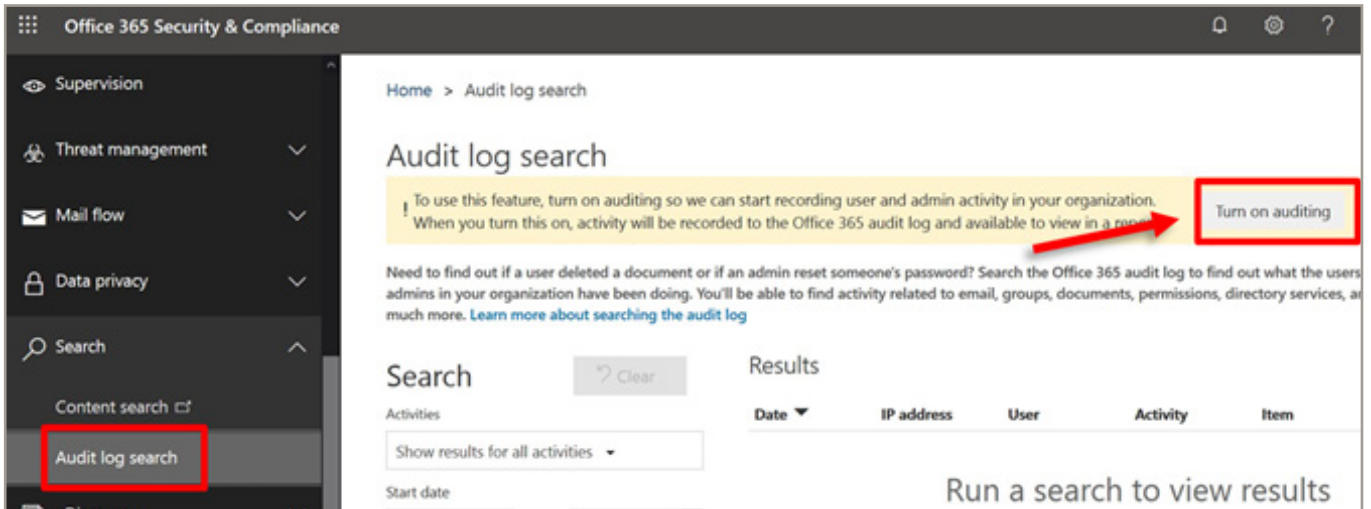 Office 365 Security & Compliance
?
Supervision
Threat management
Mail flow
Data privacy
Search
Content search
Audit log search
Home > Audit log search
Audit log search
! To use this feature, turn on auditing so we can start recording user and admin activity in your organization.
When you turn this on, activity will be recorded to the Office 365 audit log and available to view in a
Turn on auditing
Need to find out if a user deleted a document or if an admin reset someone's password? Search the Office 365 audit log to find out what the users
admins in your organization have been doing. You'll be able to find activity related to email, groups, documents, permissions, directory services,
much more. Learn more about searching the audit log
Search
Clear
Activities
Show results for all activities
Start date
Results
Date IP address User Activity Item
Run a search to view results